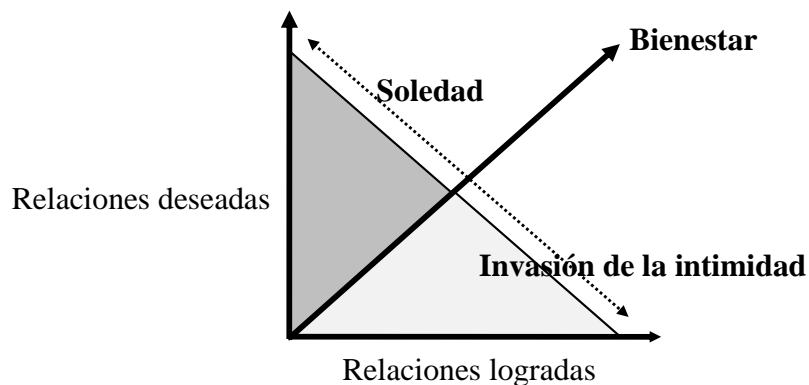 Bienestar
Soledad
Relaciones deseadas
Invasión de la intimidad
Relaciones logradas